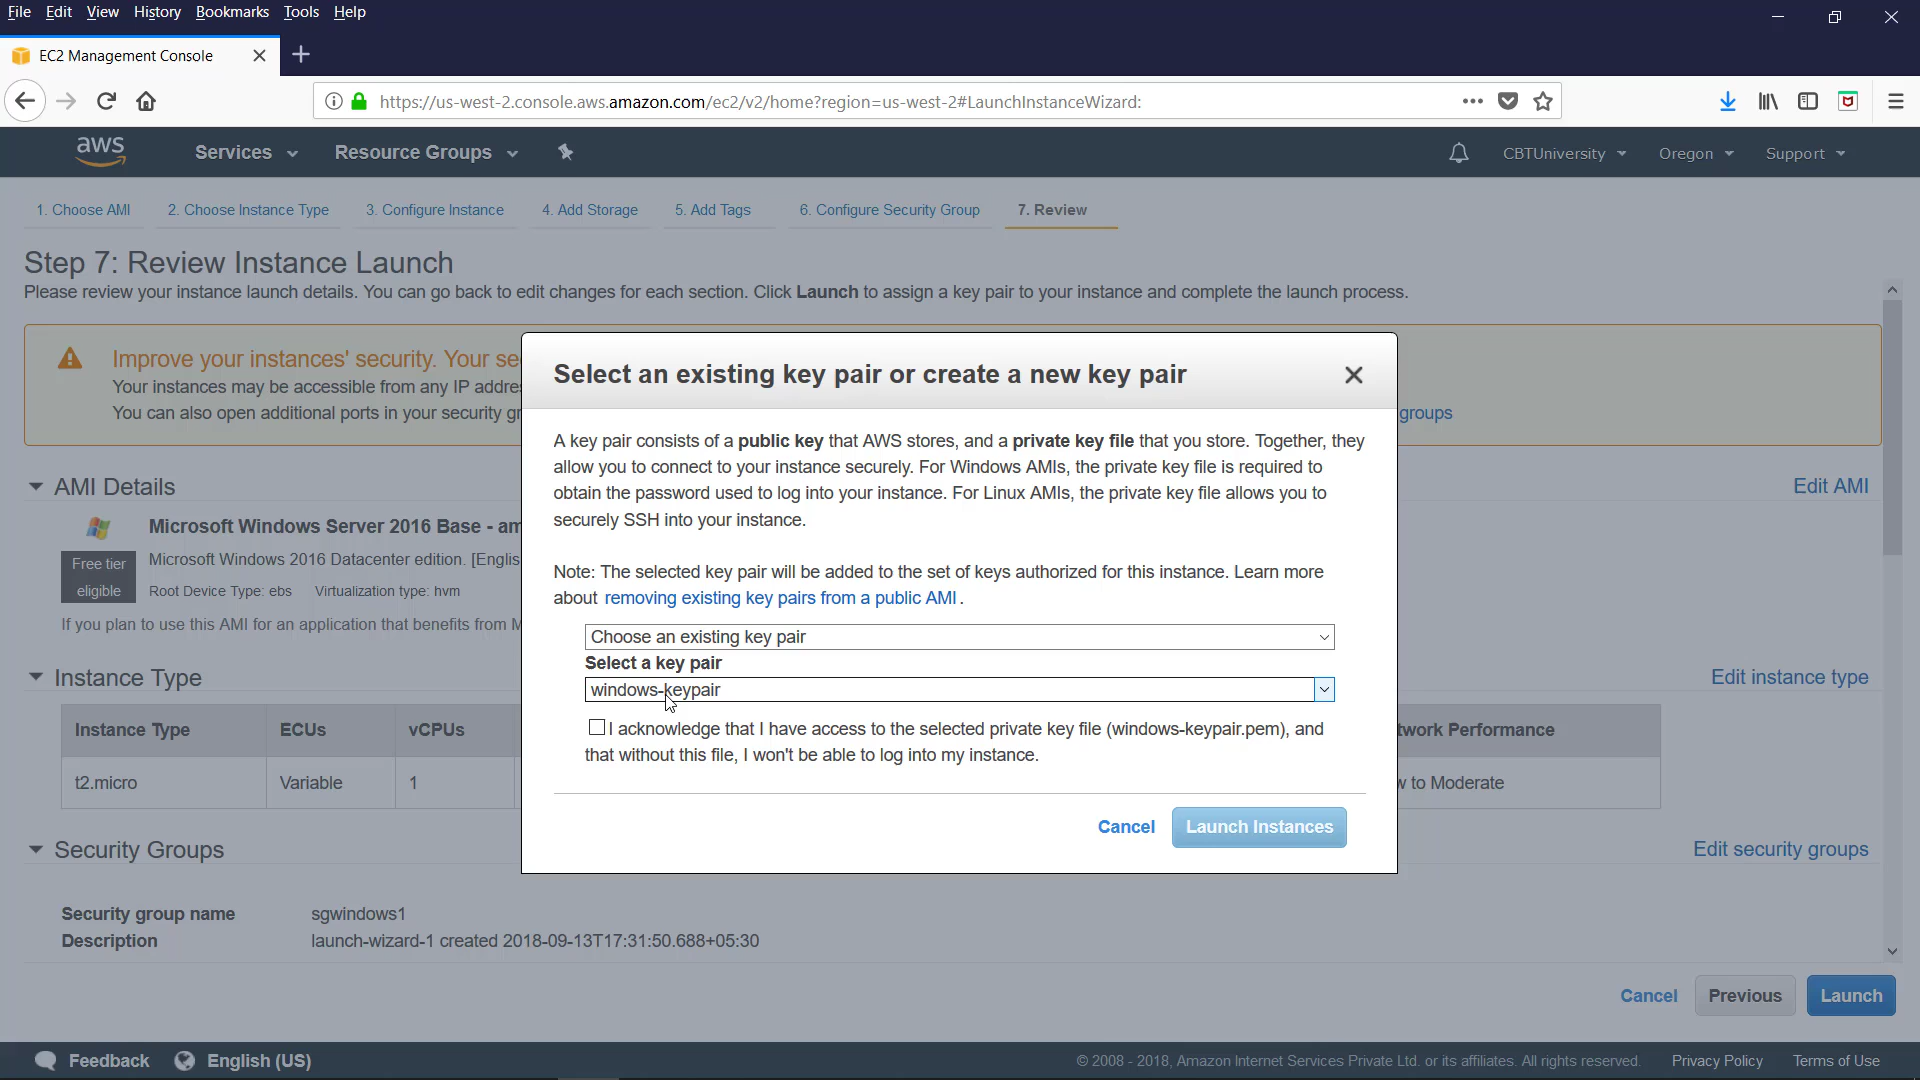 File Edit View History Bookmarks Tools Help
EC2 Management Console
https://us-west-2.console.aws.amazon.com/ec2/v2/home?region=us-west-2#LaunchInstanceWizard:
aws Services Resource Groups CBTUniversity Oregon Support
1. Choose AMI 2. Choose Instance Type 3. Configure Instance 4. Add Storage 5. Add Tags 6. Configure Security Group 7. Review
Step 7: Review Instance Launch
Please review your instance launch details. You can go back to edit changes for each section. Click Launch to assign a key pair to your instance and complete the launch process.
Improve your instances' security. Your se
Your instances may be accessible from any IP addre
You can also open additional ports in your security gr
groups
Select an existing key pair or create a new key pair
A key pair consists of a public key that AWS stores, and a private key file that you store. Together, they
allow you to connect to your instance securely. For Windows AMIs, the private key file is required to
obtain the password used to log into your instance. For Linux AMIs, the private key file allows you to
securely SSH into your instance.
Note: The selected key pair will be added to the set of keys authorized for this instance. Learn more
about removing existing key pairs from a public AMI .
Choose an existing key pair
Select a key pair
windows-keypair
I acknowledge that I have access to the selected private key file (windows-keypair.pem), and
that without this file, I won't be able to log into my instance.
Cancel Launch Instances
AMI Details
Edit AMI
Microsoft Windows Server 2016 Base - am
Free tier
eligible
Microsoft Windows 2016 Datacenter edition. [Englis
Root Device Type: ebs Virtualization type: hvm
If you plan to use this AMI for an application that benefits from M
Instance Type
Edit instance type
Instance Type ECUs vCPUs twork Performance
t2.micro Variable 1 w to Moderate
Security Groups
Edit security groups
Security group name sgwindows1
Description launch-wizard-1 created 2018-09-13T17:31:50.688+05:30
Cancel Previous Launch
Feedback English (US) © 2008 - 2018, Amazon Internet Services Private Ltd. or its affiliates. All rights reserved. Privacy Policy Terms of Use